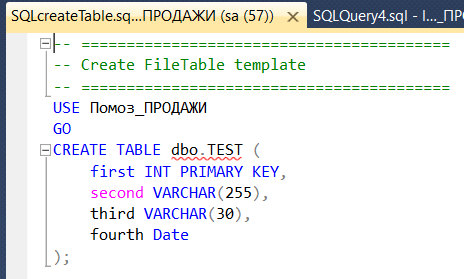 SQLcreateTable.sq...ПРОДАЖИ (sa (57)) SQLQuery4.sql - l..._ПРО
-- =========================================
-- Create FileTable template
-- =========================================
USE Помоз_ПРОДАЖИ
GO
CREATE TABLE dbo.TEST (
first INT PRIMARY KEY,
second VARCHAR(255),
third VARCHAR(30),
fourth Date
);